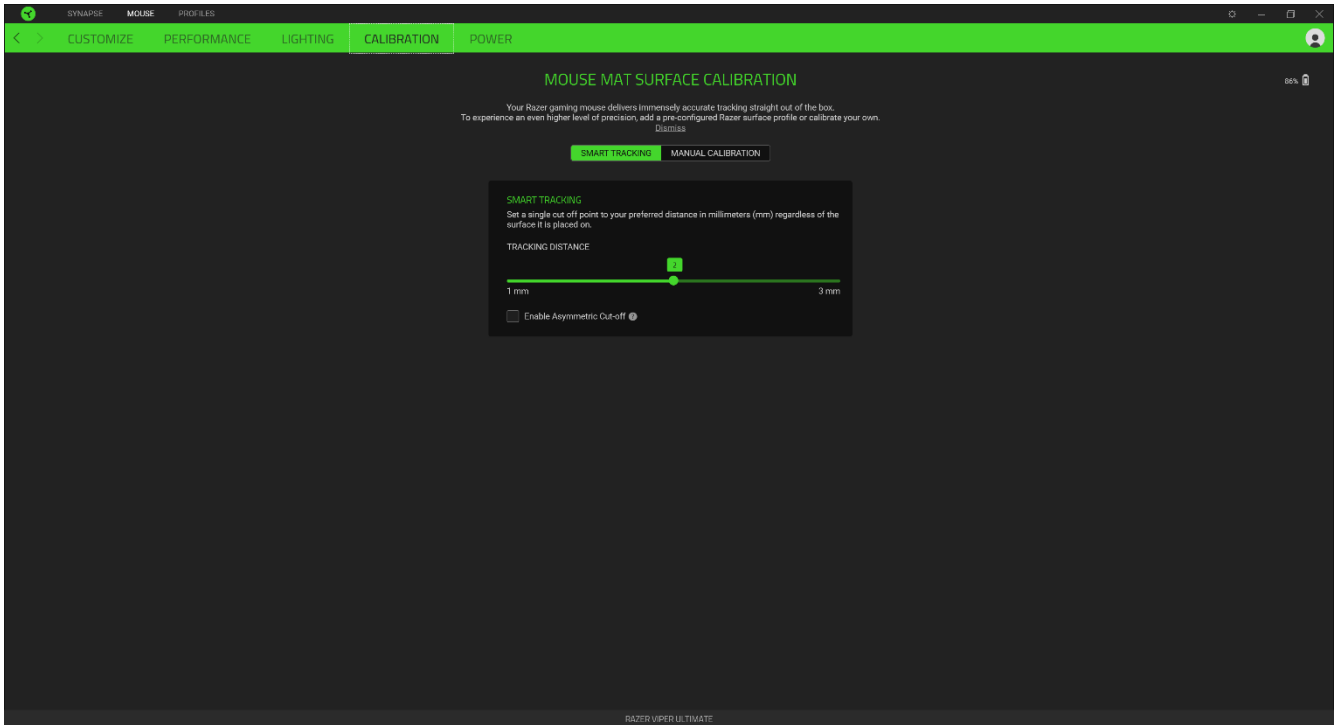 SYNAPSE MOUSE PROFILES
CUSTOMIZE PERFORMANCE LIGHTING CALIBRATION POWER
MOUSE MAT SURFACE CALIBRATION
86%
Your Razer gaming mouse delivers immensely accurate tracking straight out of the box.
To experience an even higher level of precision, add a pre-configured Razer surface profile or calibrate your own.
Dismiss
SMART TRACKING MANUAL CALIBRATION
SMART TRACKING
Set a single cut off point to your preferred distance in millimeters (mm) regardless of the
surface it is placed on.
TRACKING DISTANCE
2
1 mm 3 mm
Enable Asymmetric Cut-off ?
RAZER VIPER ULTIMATE